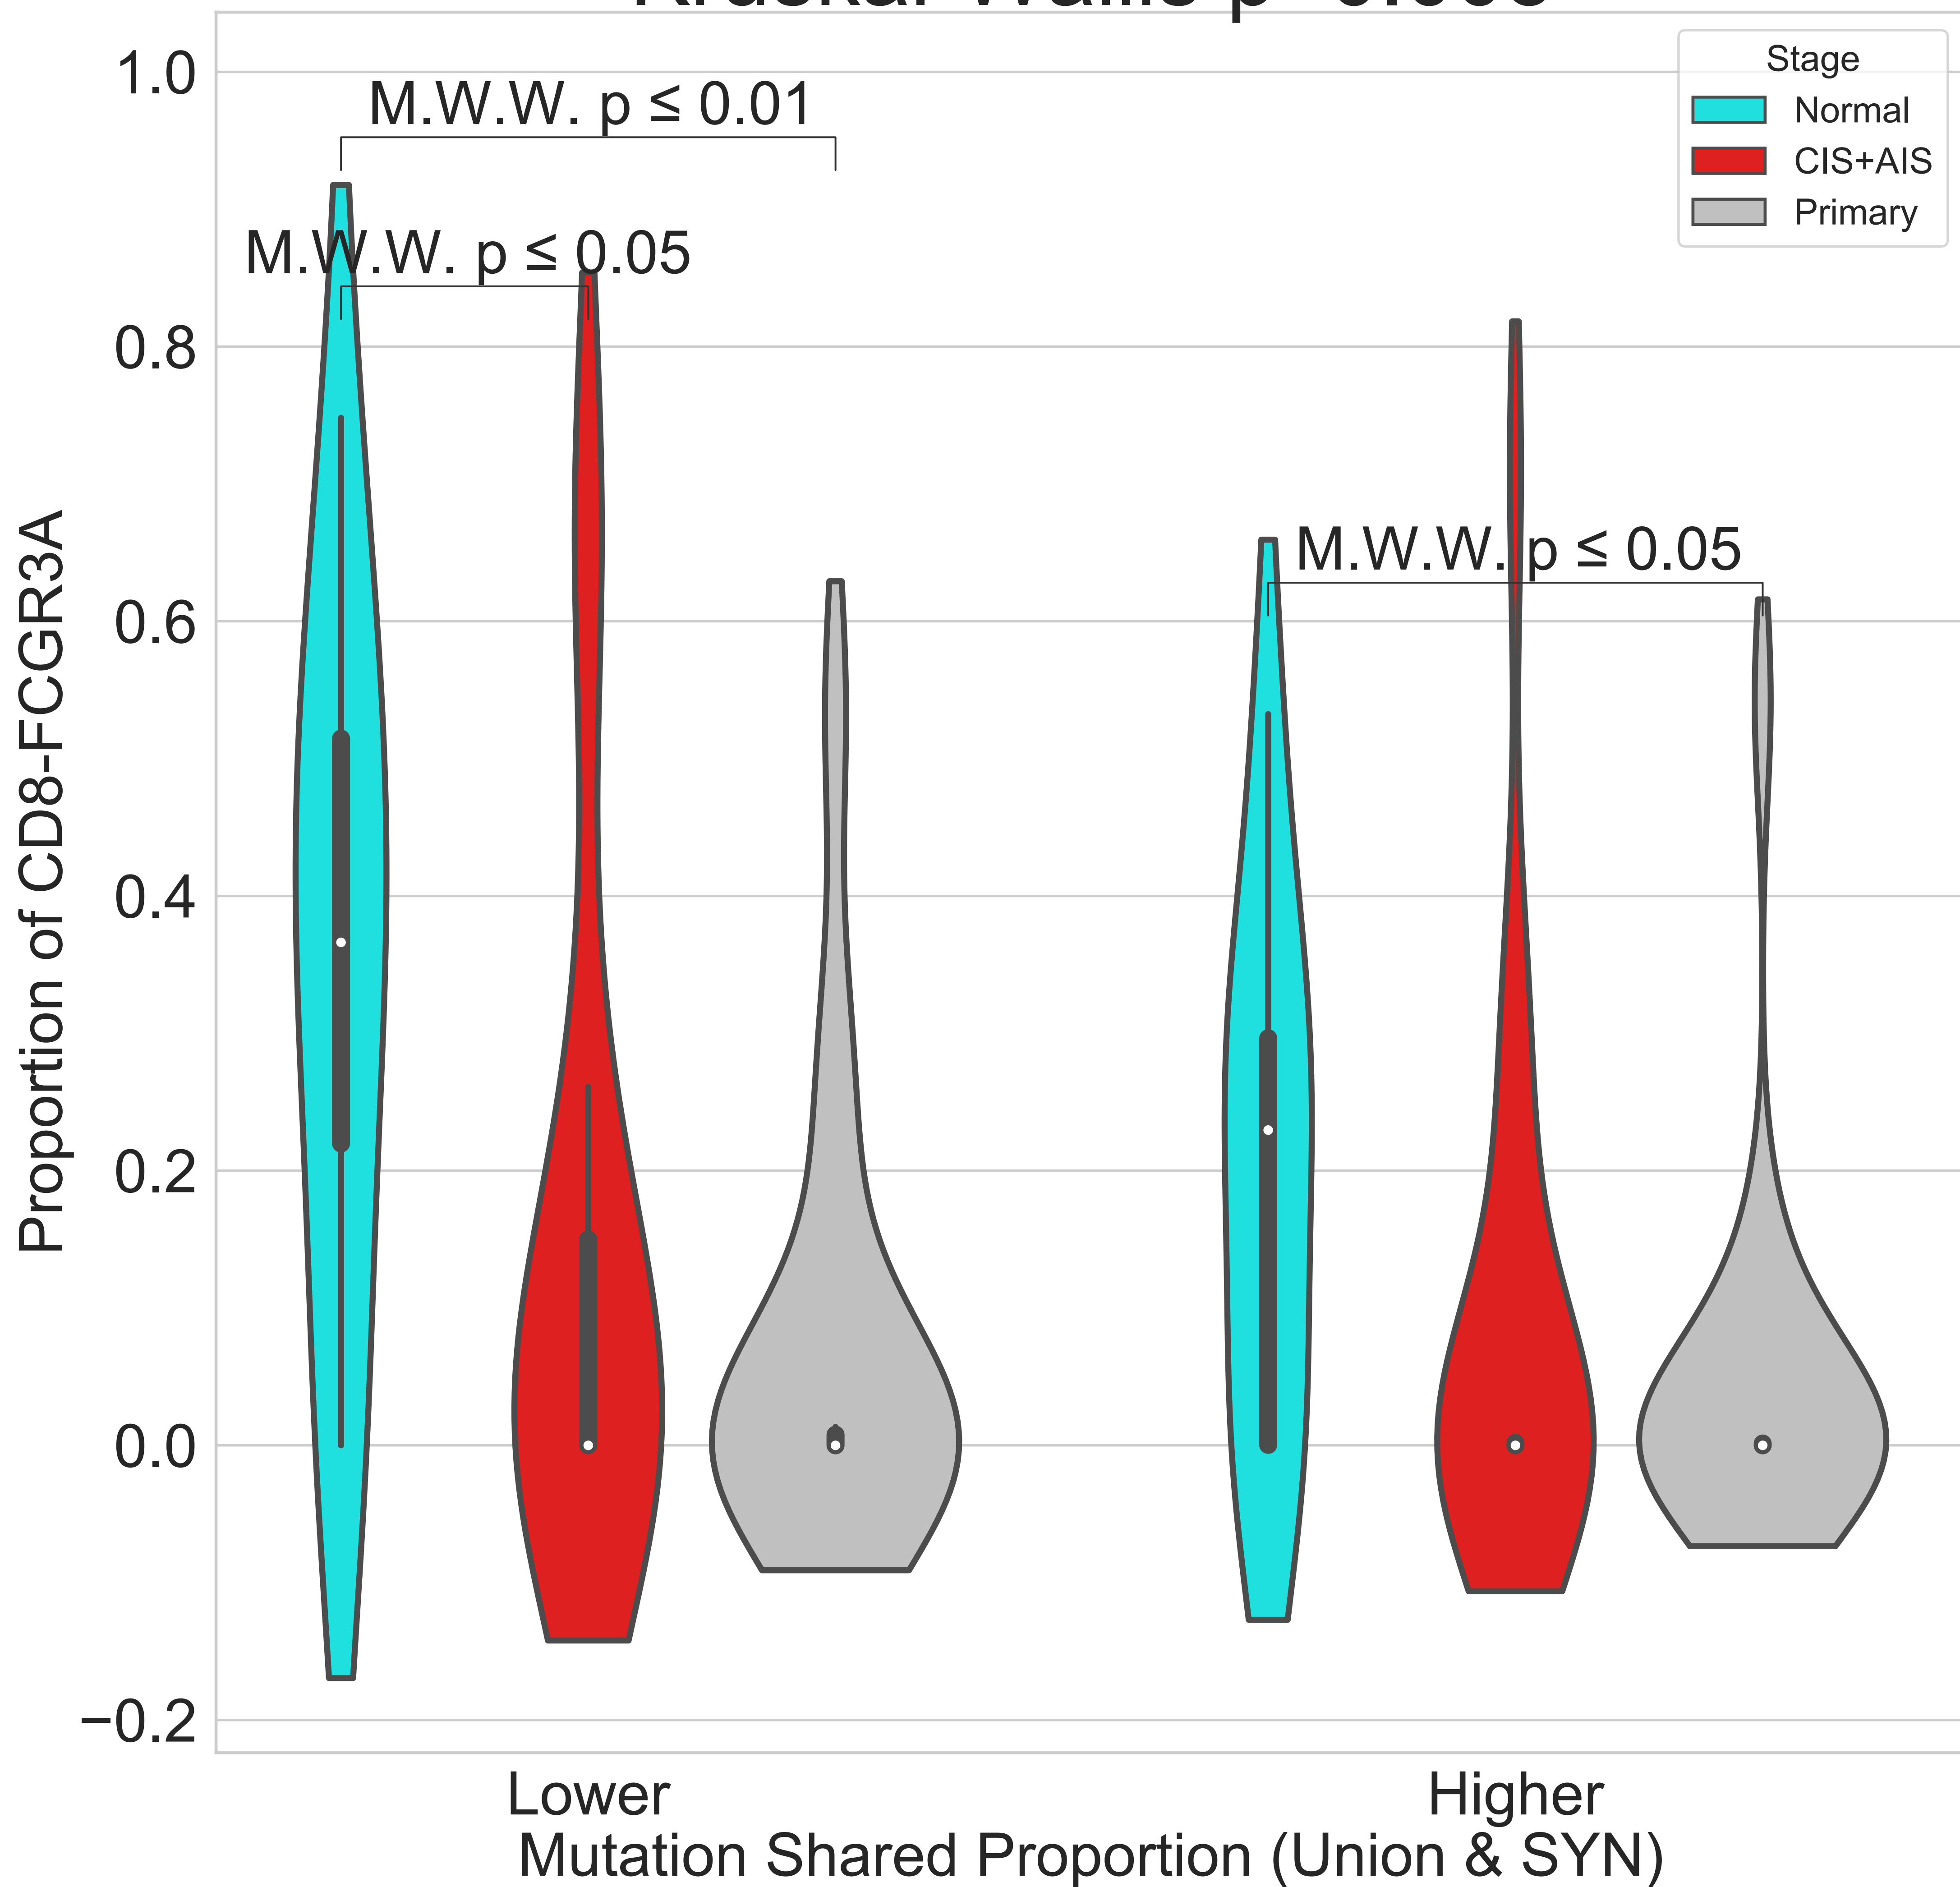 1.0
0.8
0.6
0.4
0.2
0.0
−0.2
Proportion of CD8-FCGR3A
M.W.W. p ≤ 0.01
M.W.W. p ≤ 0.05
M.W.W. p ≤ 0.05
Stage
Normal
CIS+AIS
Primary
Lower
Higher
Mutation Shared Proportion (Union & SYN)